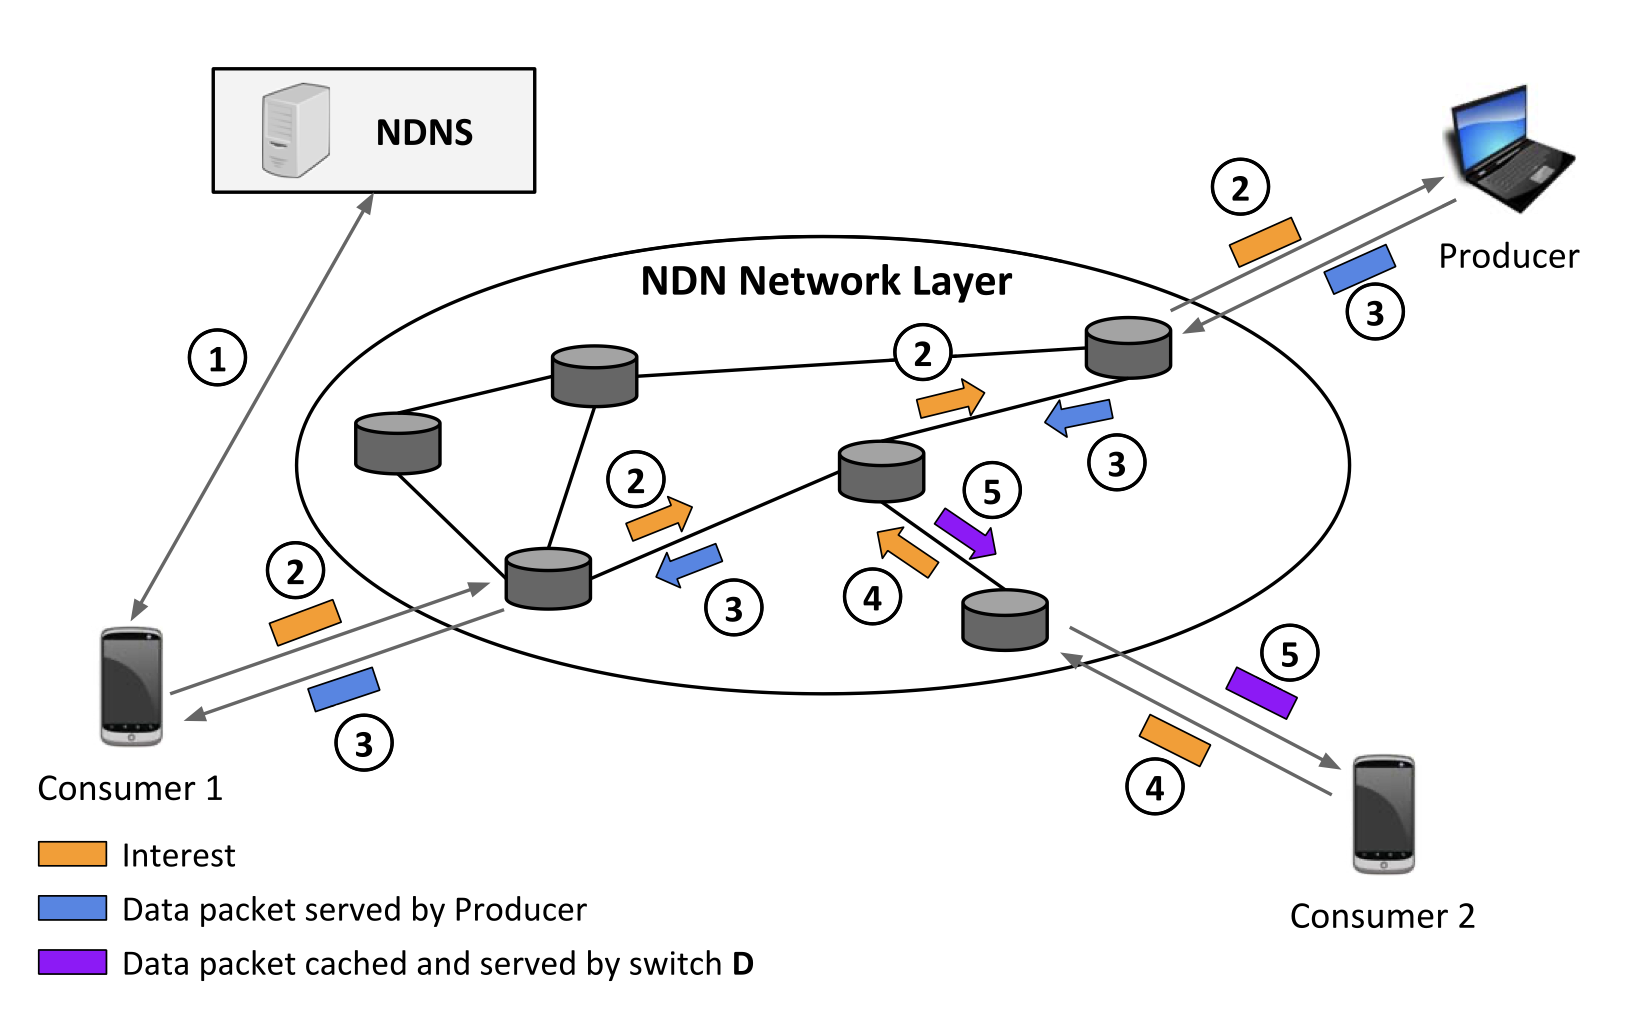 NDNS
2
Producer
3
NDN Network Layer
1
2
3
2
5
2
4
3
3
5
4
Consumer 1
Interest
Data packet served by Producer
Data packet cached and served by switch D
Consumer 2